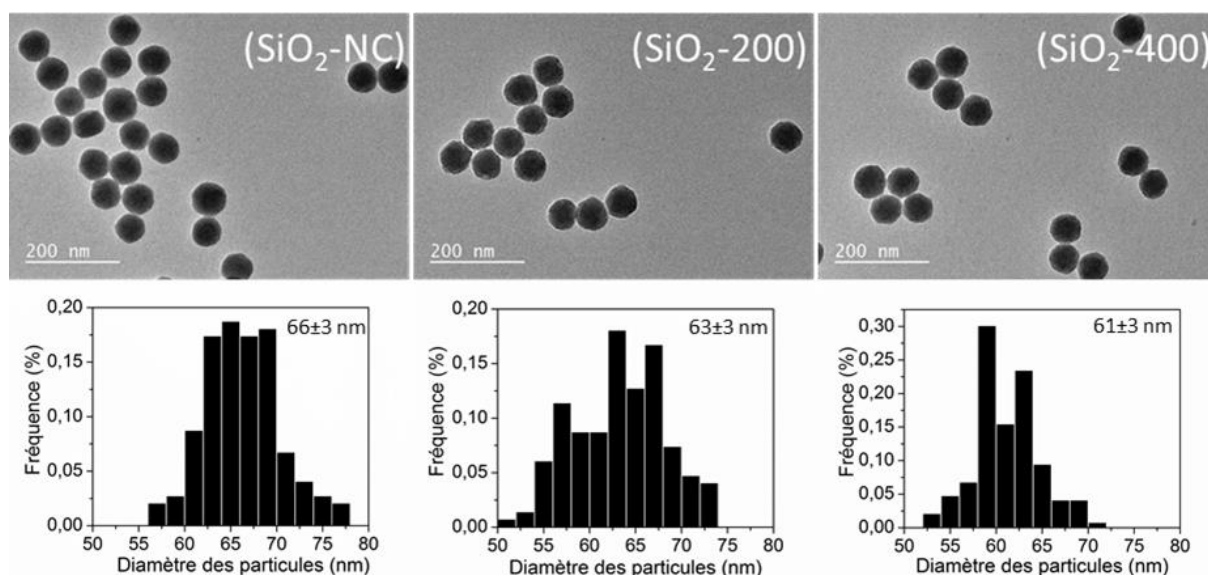 (SiO₂-NC)
200 nm
(SiO₂-200)
200 nm
(SiO₂-400)
200 nm
66±3 nm
Fréquence (%)
0,20
0,15
0,10
0,05
0,00
50 55 60 65 70 75 80
Diamètre des particules (nm)
63±3 nm
Fréquence (%)
0,20
0,15
0,10
0,05
0,00
50 55 60 65 70 75 80
Diamètre des particules (nm)
61±3 nm
Fréquence (%)
0,30
0,25
0,20
0,15
0,10
0,05
0,00
50 55 60 65 70 75 80
Diamètre des particules (nm)